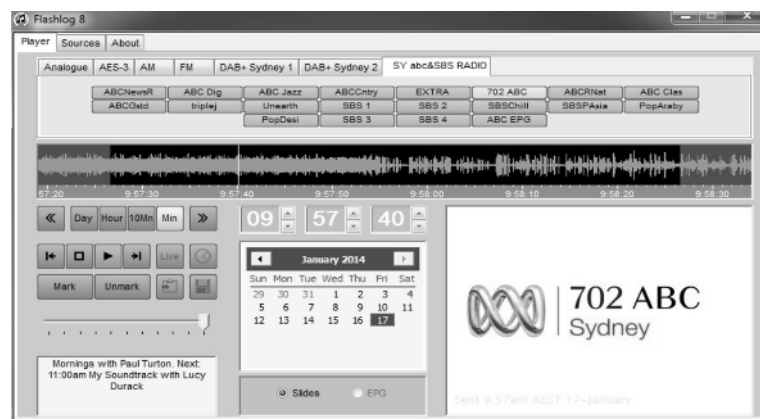 Flashlog 8
Player Sources About
Analogue AES-3 AM FM DAB+ Sydney 1 DAB+ Sydney 2 SY abc&SBS RADIO
ABCNewsR ABC Dig ABC Jazz ABCCntry EXTRA 702 ABC ABCRNat ABC Clas
ABCGstd triplej Unearth SBS 1 SBS 2 SBSChill SBSPAsia PopAraby
PopDesi SBS 3 SBS 4 ABC EPG
57:20 9:57:30 9:57:40 9:57:50 9:58:00 9:58:10 9:58:20 9:58:30
Day Hour 10Mn Min
09 57 40
Live
Mark Unmark
January 2014
Sun Mon Tue Wed Thu Fri Sat
29 30 31 1 2 3 4
5 6 7 8 9 10 11
12 13 14 15 16 17
702 ABC
Sydney
Mornings with Paul Turton. Next:
11:00am My Soundtrack with Lucy
Durack
Slides EPG
Sent 9.57am AEST 17-January